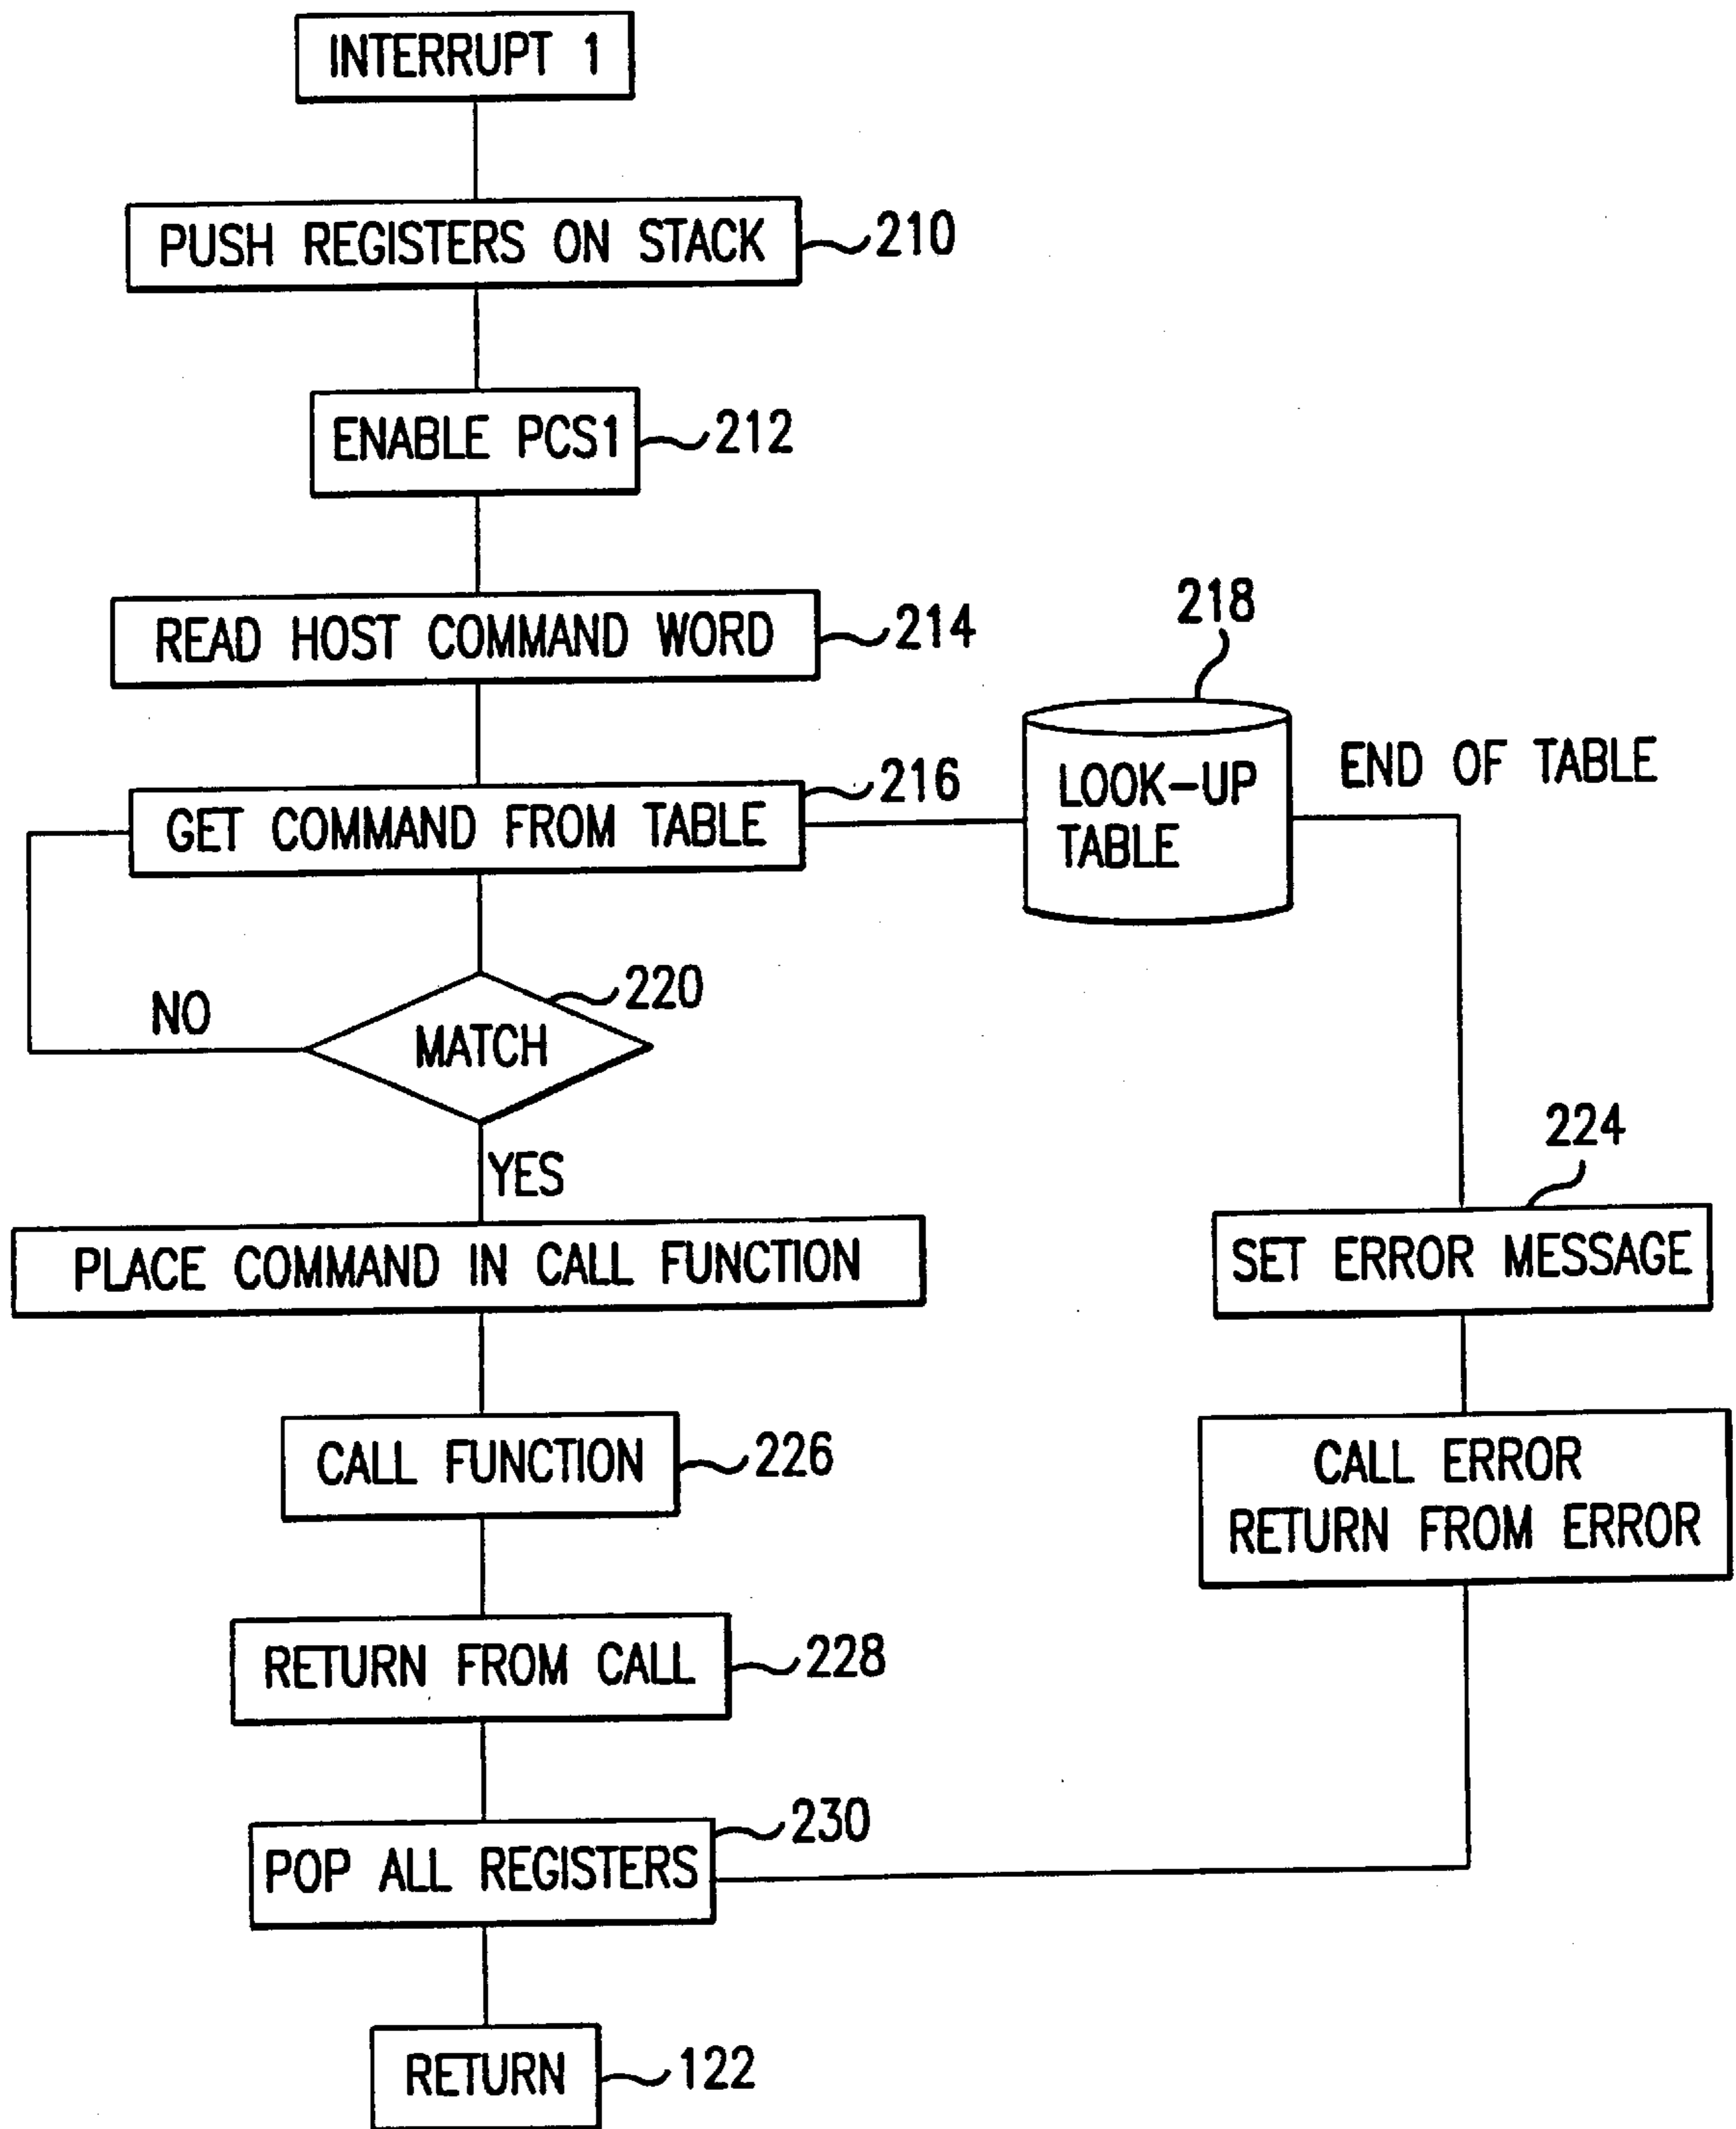 INTERRUPT 1
PUSH REGISTERS ON STACK
210
ENABLE PCS1
212
READ HOST COMMAND WORD
214
GET COMMAND FROM TABLE
216
218
LOOK-UP
TABLE
END OF TABLE
220
MATCH
NO
YES
PLACE COMMAND IN CALL FUNCTION
224
SET ERROR MESSAGE
CALL ERROR
RETURN FROM ERROR
CALL FUNCTION
226
RETURN FROM CALL
228
POP ALL REGISTERS
230
RETURN
122